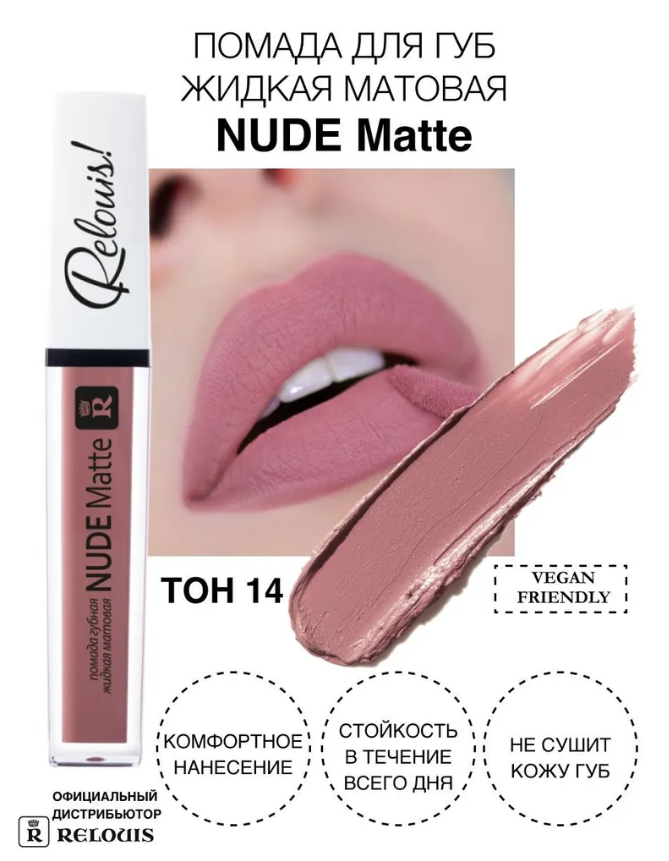 ПОМАДА ДЛЯ ГУБ
ЖИДКАЯ МАТОВАЯ
NUDE Matte
Relouis!
R
NUDE Matte
помада губная
жидкая матовая
ТОН 14
VEGAN
FRIENDLY
КОМФОРТНОЕ
НАНЕСЕНИЕ
СТОЙКОСТЬ
В ТЕЧЕНИЕ
ВСЕГО ДНЯ
НЕ СУШИТ
КОЖУ ГУБ
ОФИЦИАЛЬНЫЙ
ДИСТРИБЬЮТОР
R RELOUIS